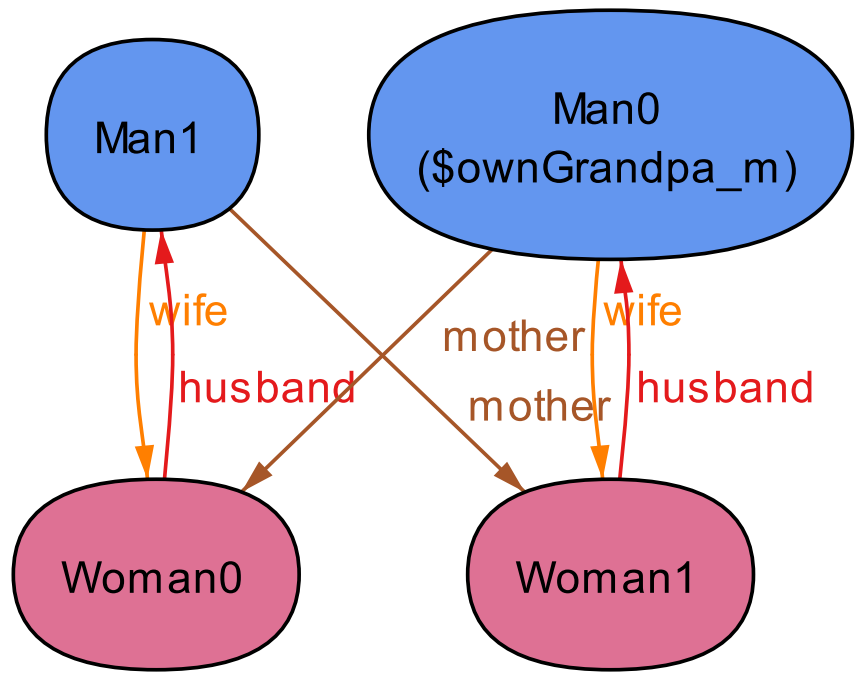 Man1
Man0
($ownGrandpa_m)
wife
wife
mother
husband
husband
mother
Woman0
Woman1